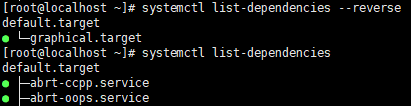 [root@localhost ~]# systemctl list-dependencies --reverse
default.target
● └─graphical.target
[root@localhost ~]# systemctl list-dependencies
default.target
● ├─abrt-ccpp.service
● ├─abrt-oops.service